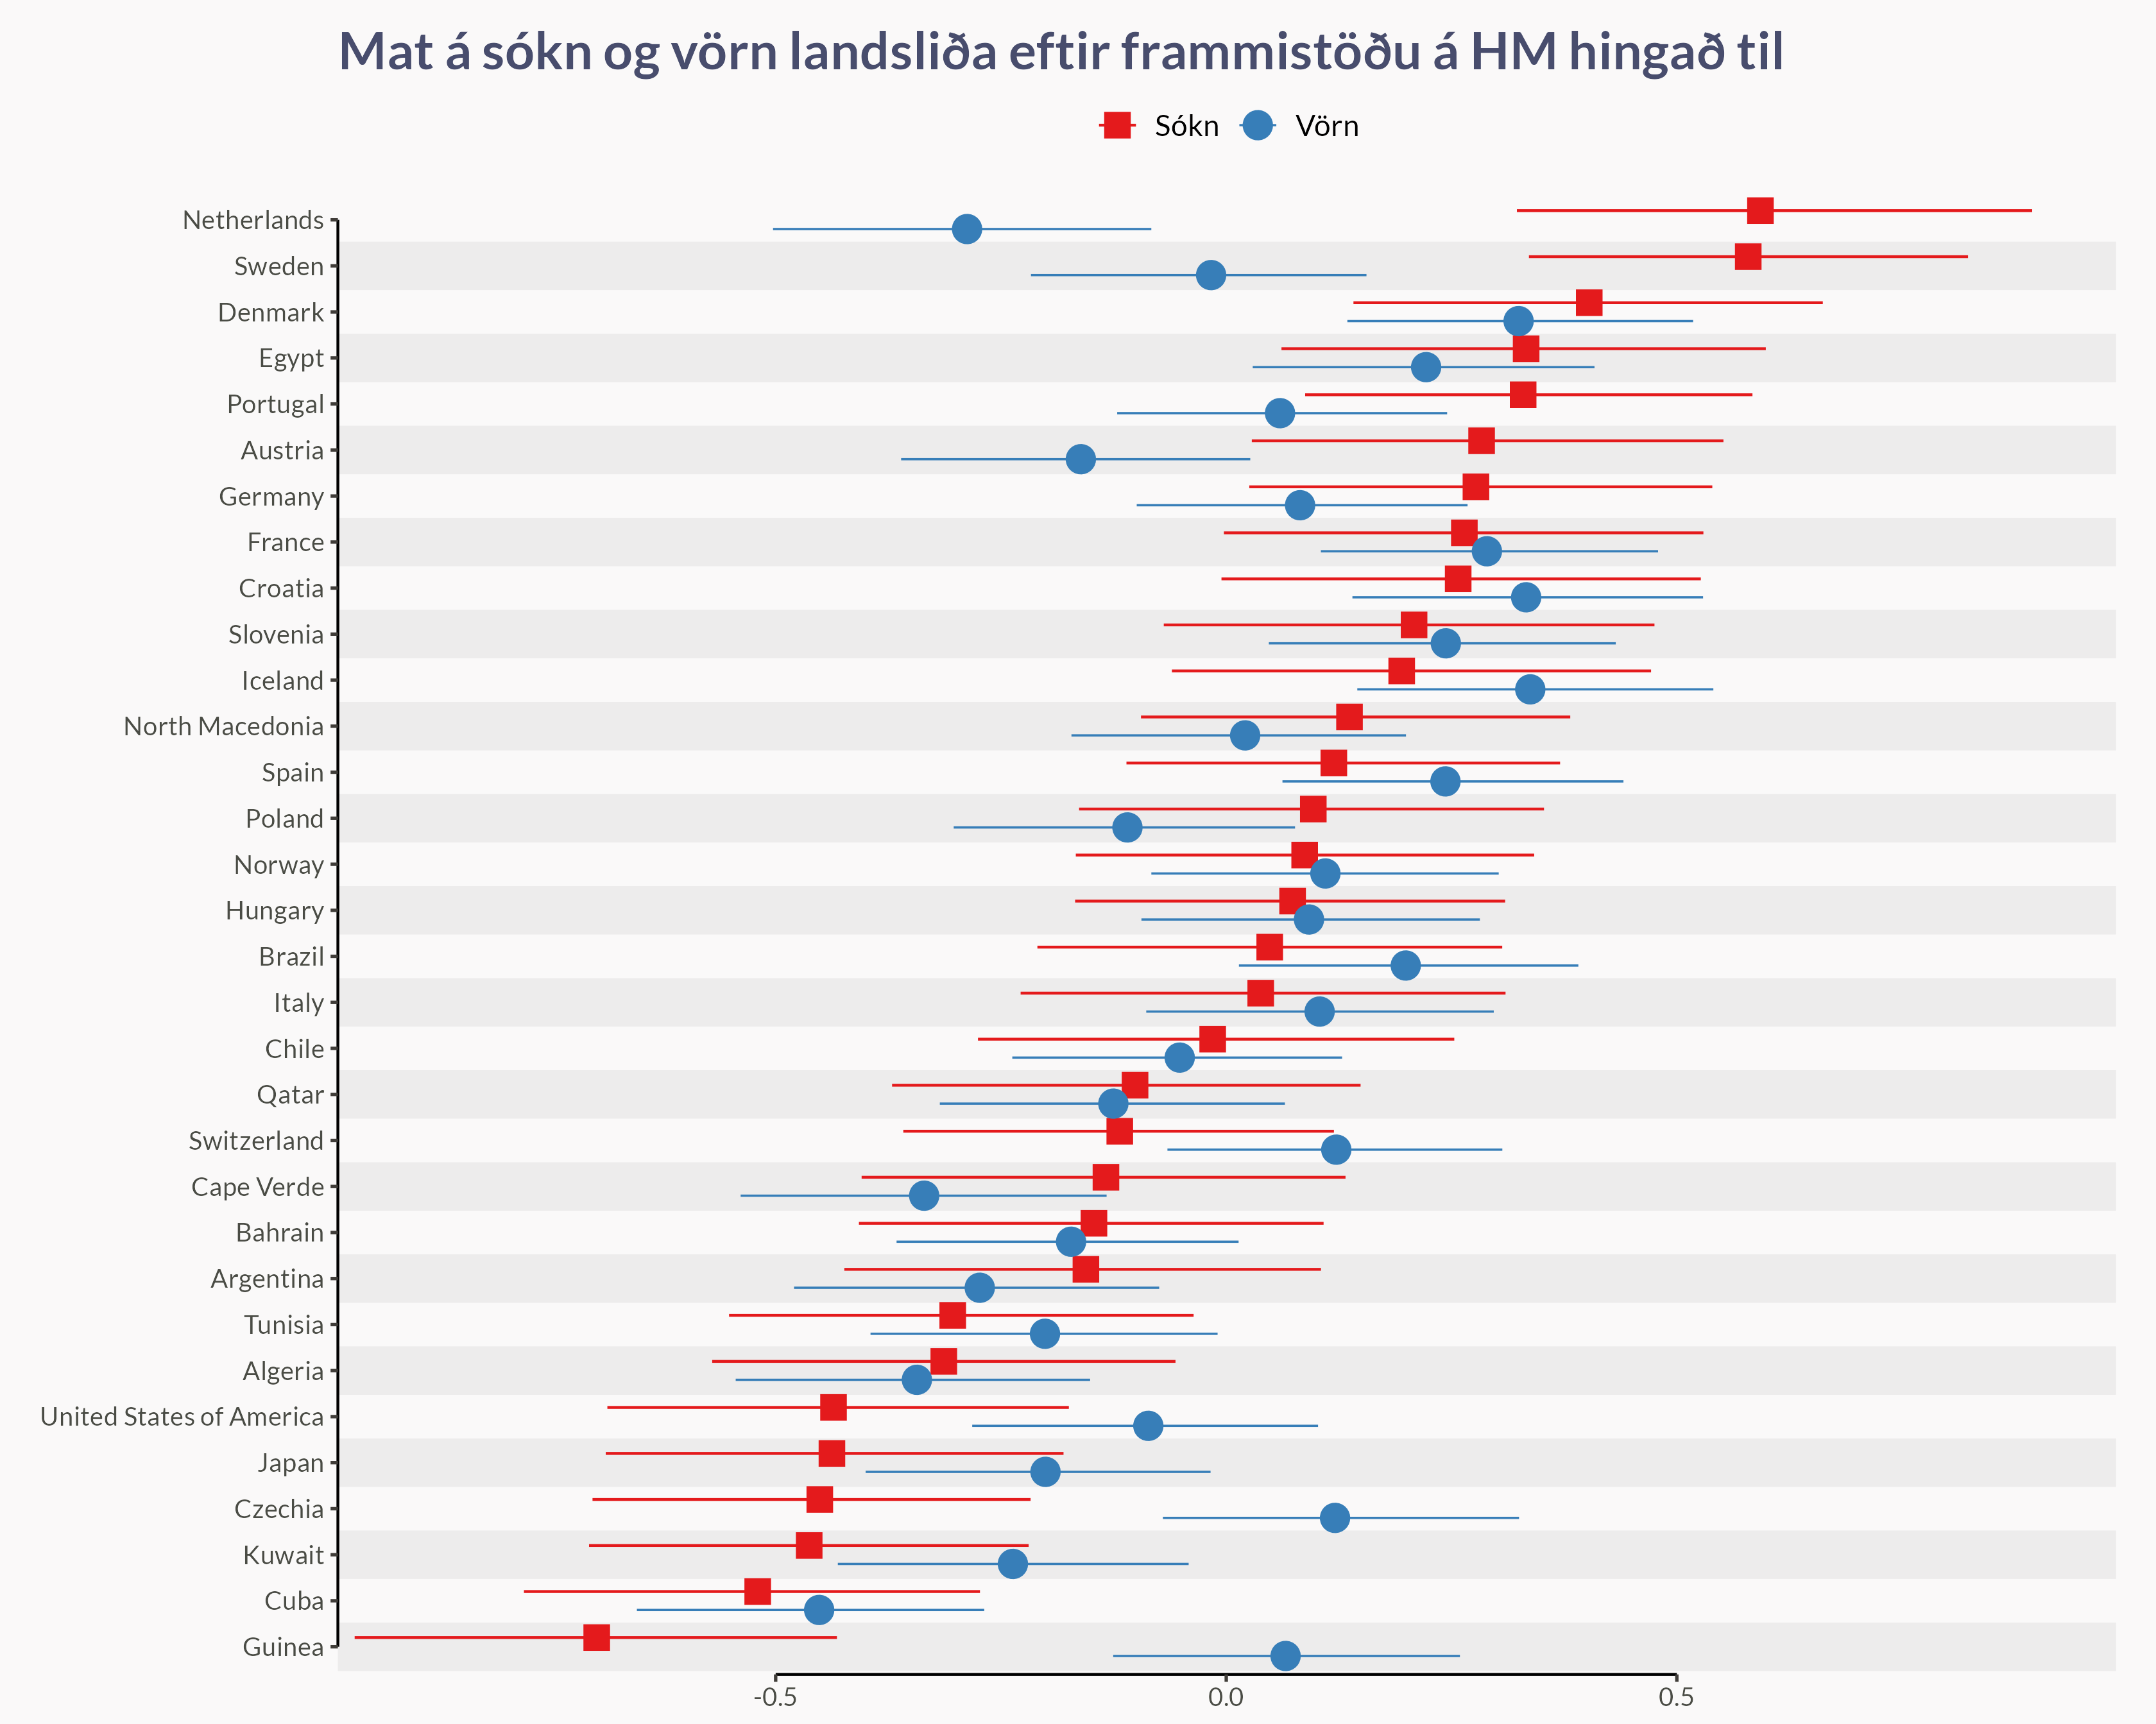 Mat á sókn og vörn landsliða eftir frammistöðu á HM hingað til
Sókn Vörn
Netherlands
Sweden
Denmark
Egypt
Portugal
Austria
Germany
France
Croatia
Slovenia
Iceland
North Macedonia
Spain
Poland
Norway
Hungary
Brazil
Italy
Chile
Qatar
Switzerland
Cape Verde
Bahrain
Argentina
Tunisia
Algeria
United States of America
Japan
Czechia
Kuwait
Cuba
Guinea
-0.5 0.0 0.5